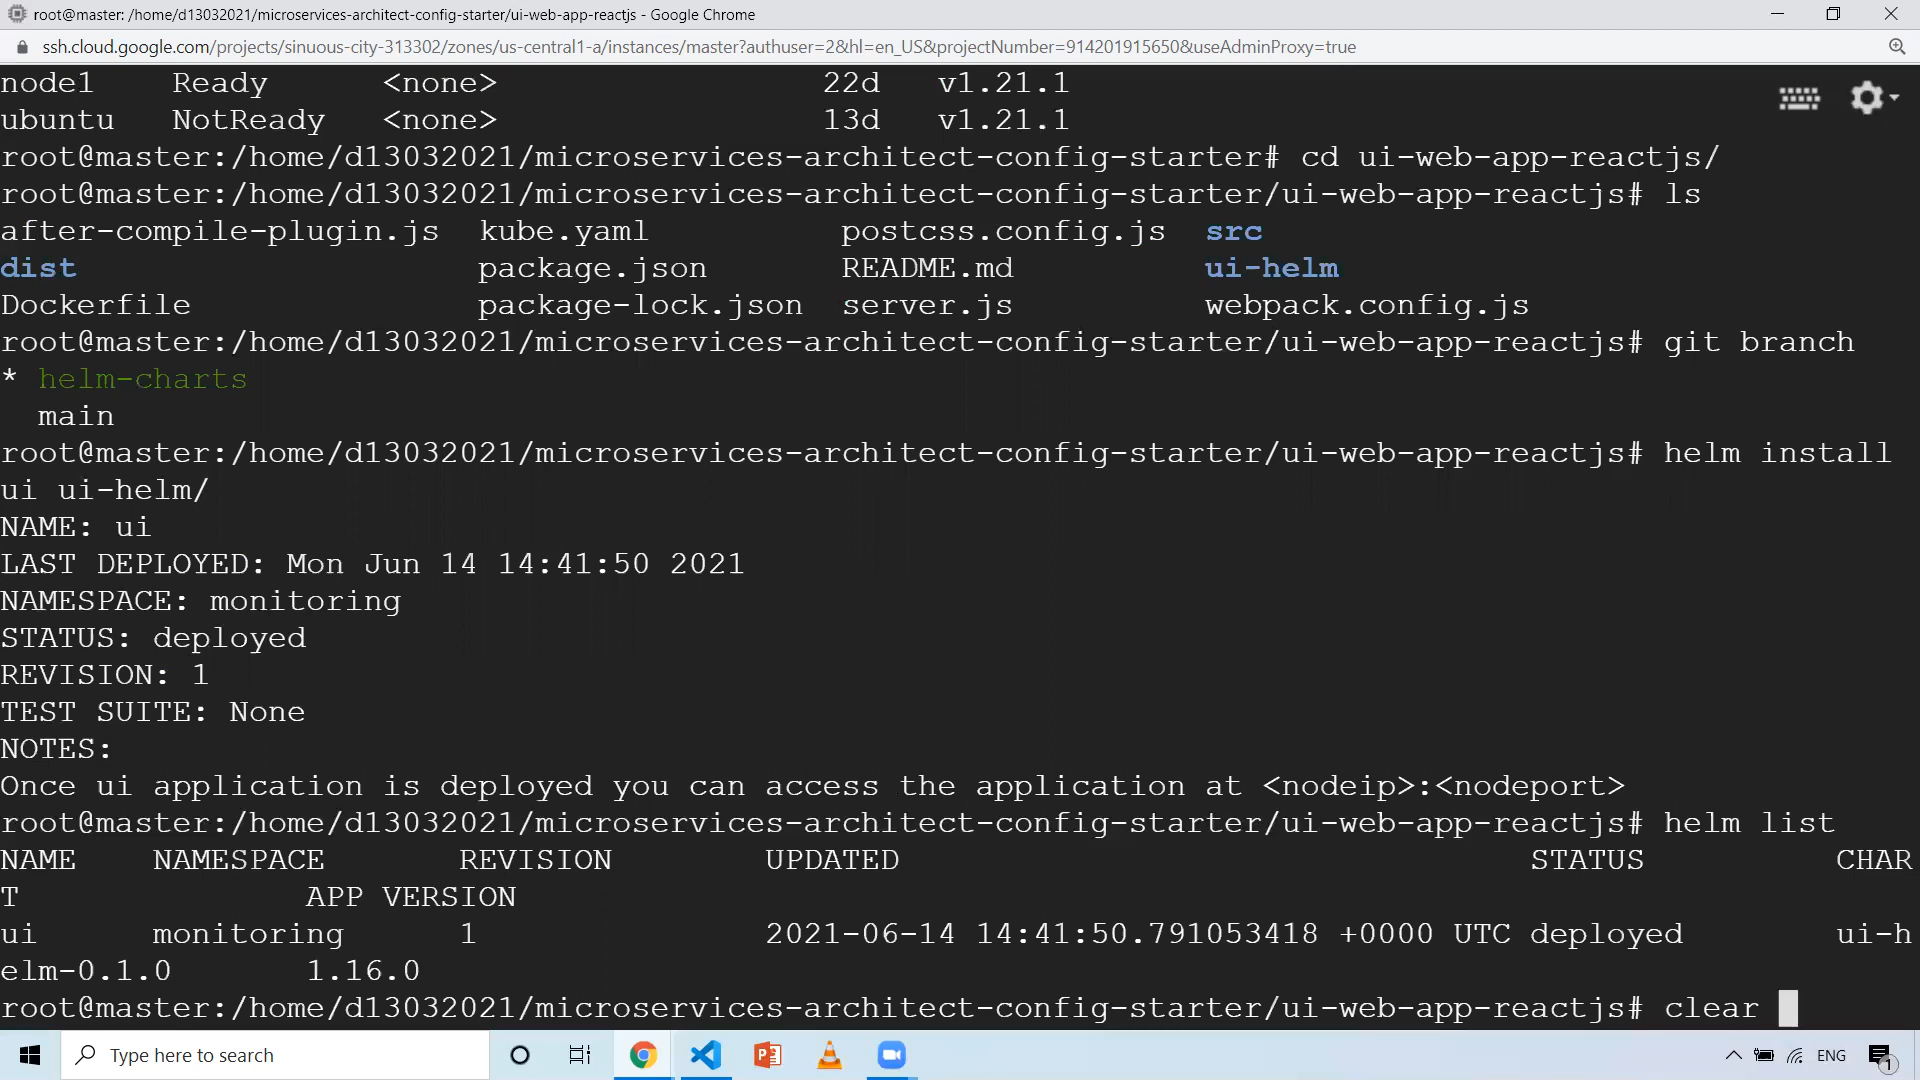 root@master: /home/d13032021/microservices-architect-config-starter/ui-web-app-reactjs - Google Chrome
ssh.cloud.google.com/projects/sinuous-city-313302/zones/us-central1-a/instances/master?authuser=2&hl=en_US&projectNumber=914201915650&useAdminProxy=true
node1 Ready <none> 22d v1.21.1
ubuntu NotReady <none> 13d v1.21.1
root@master:/home/d13032021/microservices-architect-config-starter# cd ui-web-app-reactjs/
root@master:/home/d13032021/microservices-architect-config-starter/ui-web-app-reactjs# ls
after-compile-plugin.js kube.yaml postcss.config.js src
dist package.json README.md ui-helm
Dockerfile package-lock.json server.js webpack.config.js
root@master:/home/d13032021/microservices-architect-config-starter/ui-web-app-reactjs# git branch
* helm-charts
main
root@master:/home/d13032021/microservices-architect-config-starter/ui-web-app-reactjs# helm install
ui ui-helm/
NAME: ui
LAST DEPLOYED: Mon Jun 14 14:41:50 2021
NAMESPACE: monitoring
STATUS: deployed
REVISION: 1
TEST SUITE: None
NOTES:
Once ui application is deployed you can access the application at <nodeip>:<nodeport>
root@master:/home/d13032021/microservices-architect-config-starter/ui-web-app-reactjs# helm list
NAME NAMESPACE REVISION UPDATED STATUS CHAR
T APP VERSION
ui monitoring 1 2021-06-14 14:41:50.791053418 +0000 UTC deployed ui-h
elm-0.1.0 1.16.0
root@master:/home/d13032021/microservices-architect-config-starter/ui-web-app-reactjs# clear
Type here to search
ENG
1